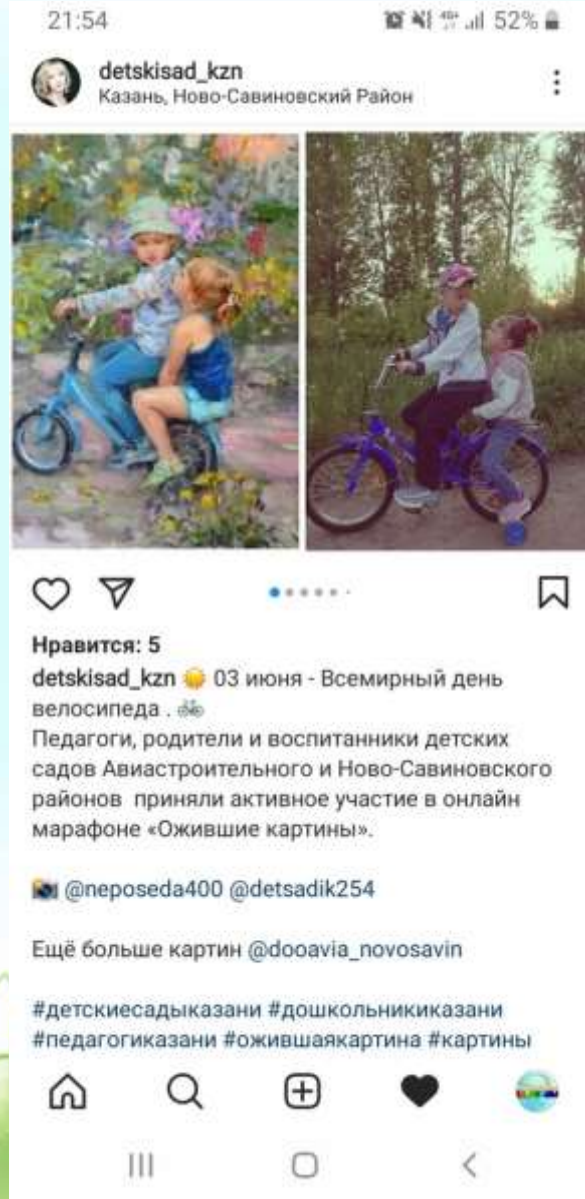 21:54
4G+ 52%
detskisad_kzn
Казань, Ново-Савиновский Район
Нравится: 5
detskisad_kzn ☀️ 03 июня - Всемирный день
велосипеда . 🚲
Педагоги, родители и воспитанники детских
садов Авиастроительного и Ново-Савиновского
районов приняли активное участие в онлайн
марафоне «Ожившие картины».
📸 @neposeda400 @detsadik254
Ещё больше картин @dooavia_novosavin
#детскиесадыказани #дошкольникиказани
#педагогиказани #ожившаякартина #картины